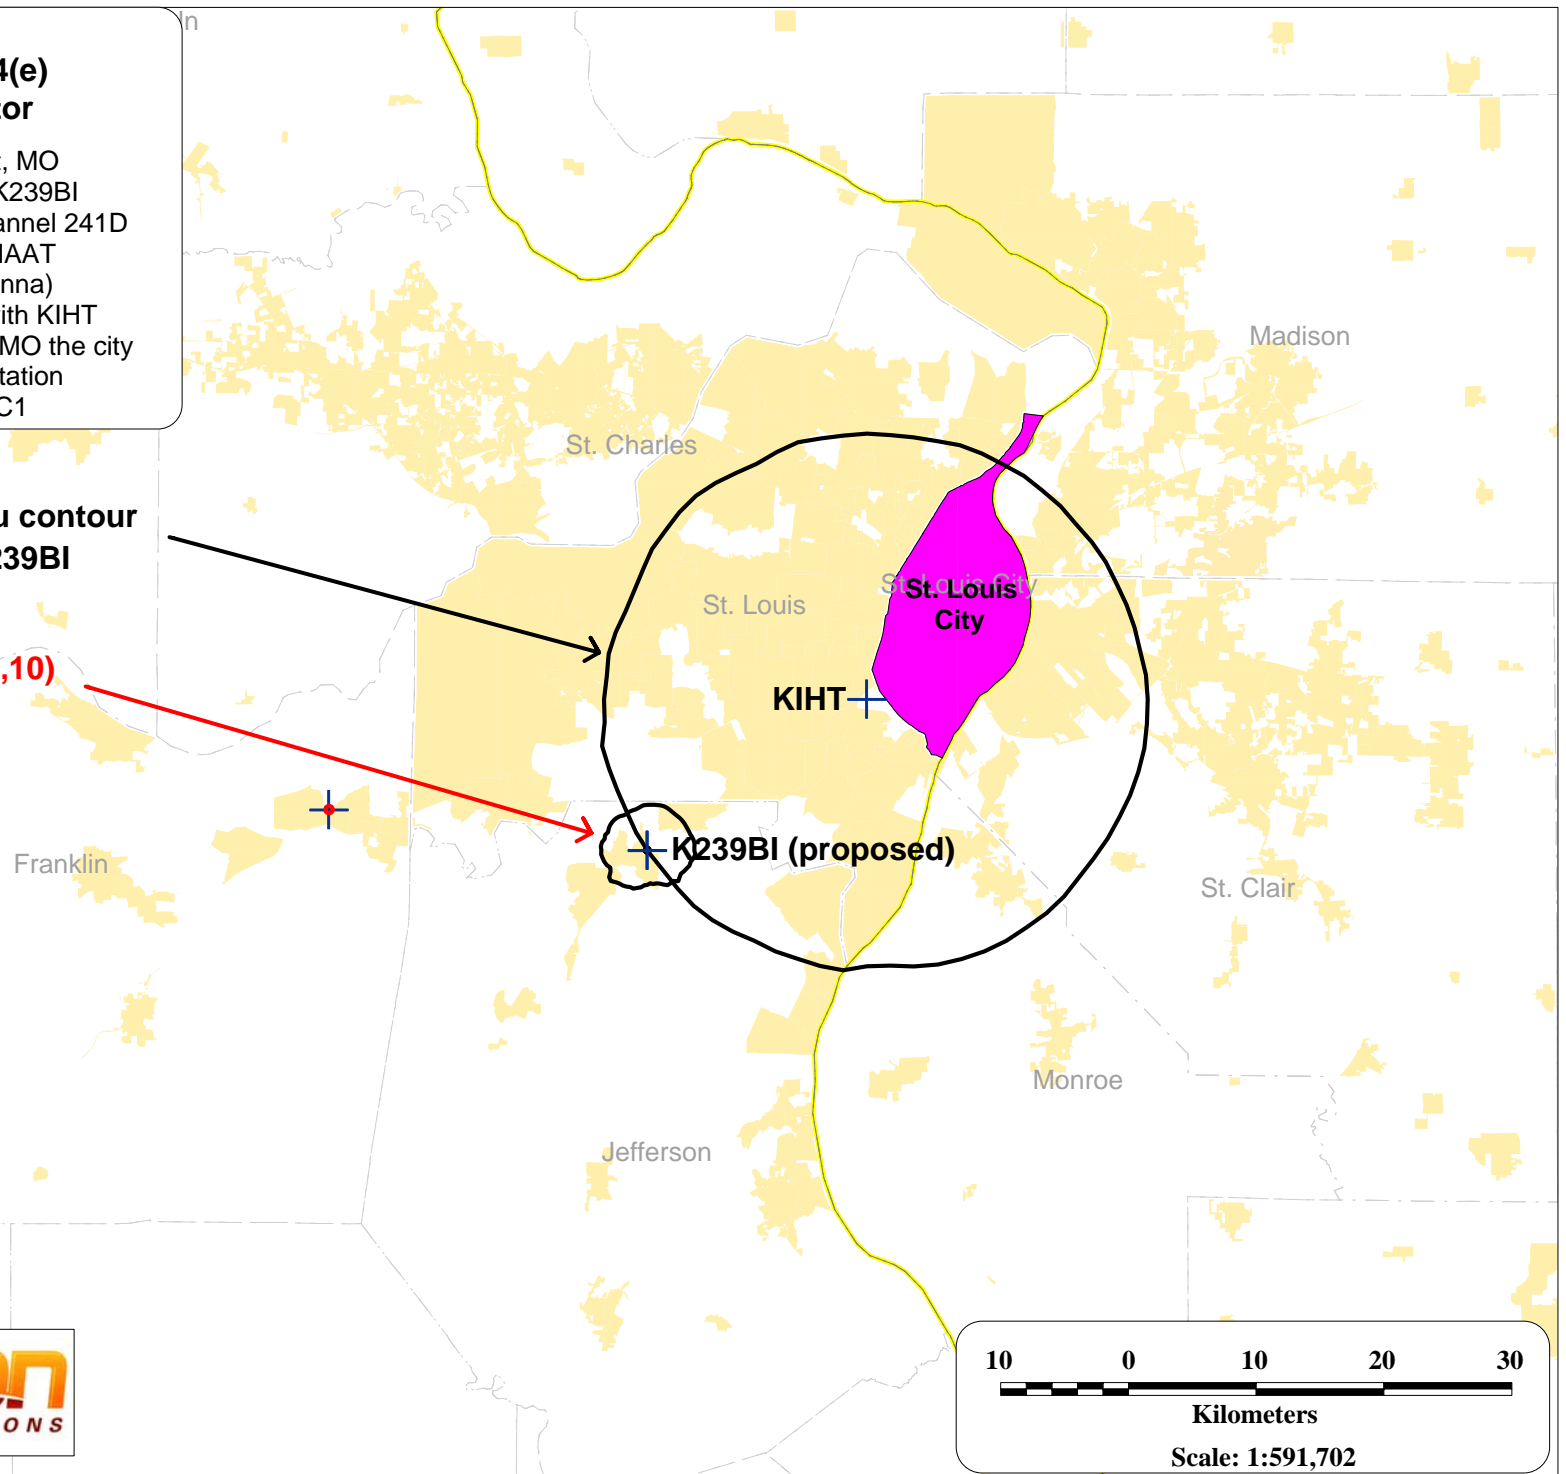 4(e)
tor
, MO
K239BI
annel 241D
HAAT
nna)
ith KIHT
MO the city
tation
C1
ln
Madison
St. Charles
u contour
239BI
St. Louis
St. Louis City
St. Louis
City
,10)
KIHT
K239BI (proposed)
Franklin
St. Clair
Monroe
Jefferson
on
ONS
10 0 10 20 30
Kilometers
Scale: 1:591,702